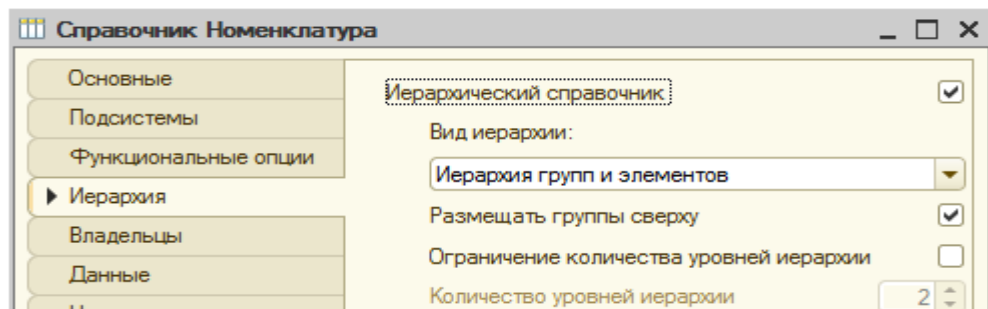 Справочник Номенклатура
Основные
Подсистемы
Функциональные опции
Иерархия
Владельцы
Данные
Иерархический справочник
Вид иерархии:
Иерархия групп и элементов
Размещать группы сверху
Ограничение количества уровней иерархии
Количество уровней иерархии 2